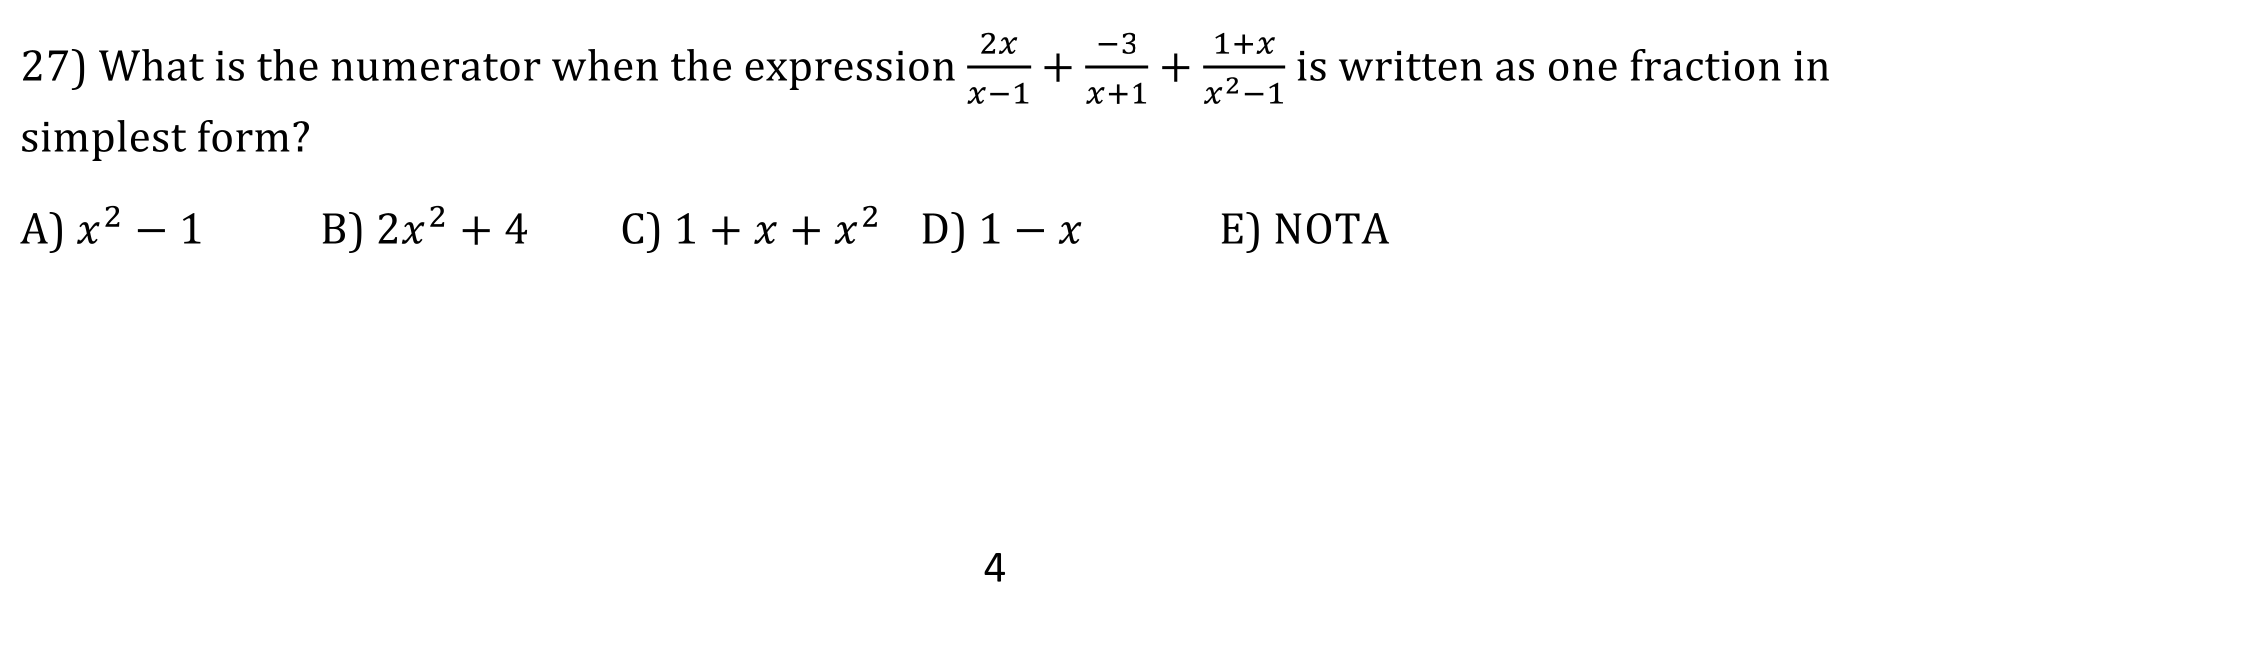 27) What is the numerator when the expression $\frac{2x}{x-1} + \frac{-3}{x+1} + \frac{1+x}{x^2-1}$ is written as one fraction in
simplest form?
A) $x^2 - 1$ B) $2x^2 + 4$ C) $1 + x + x^2$ D) $1 - x$ E) NOTA
4